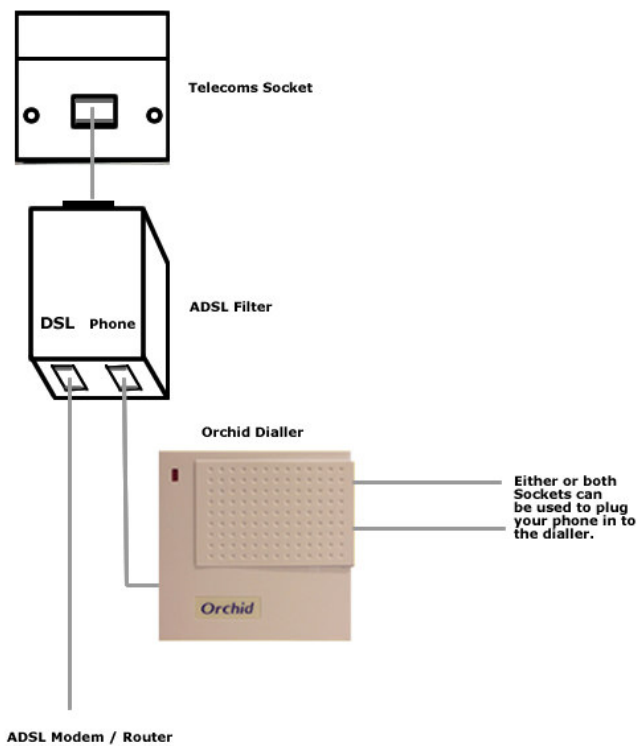 Telecoms Socket
ADSL Filter
DSL Phone
Orchid Dialler
Either or both
Sockets can
be used to plug
your phone in to
the dialler.
Orchid
ADSL Modem / Router